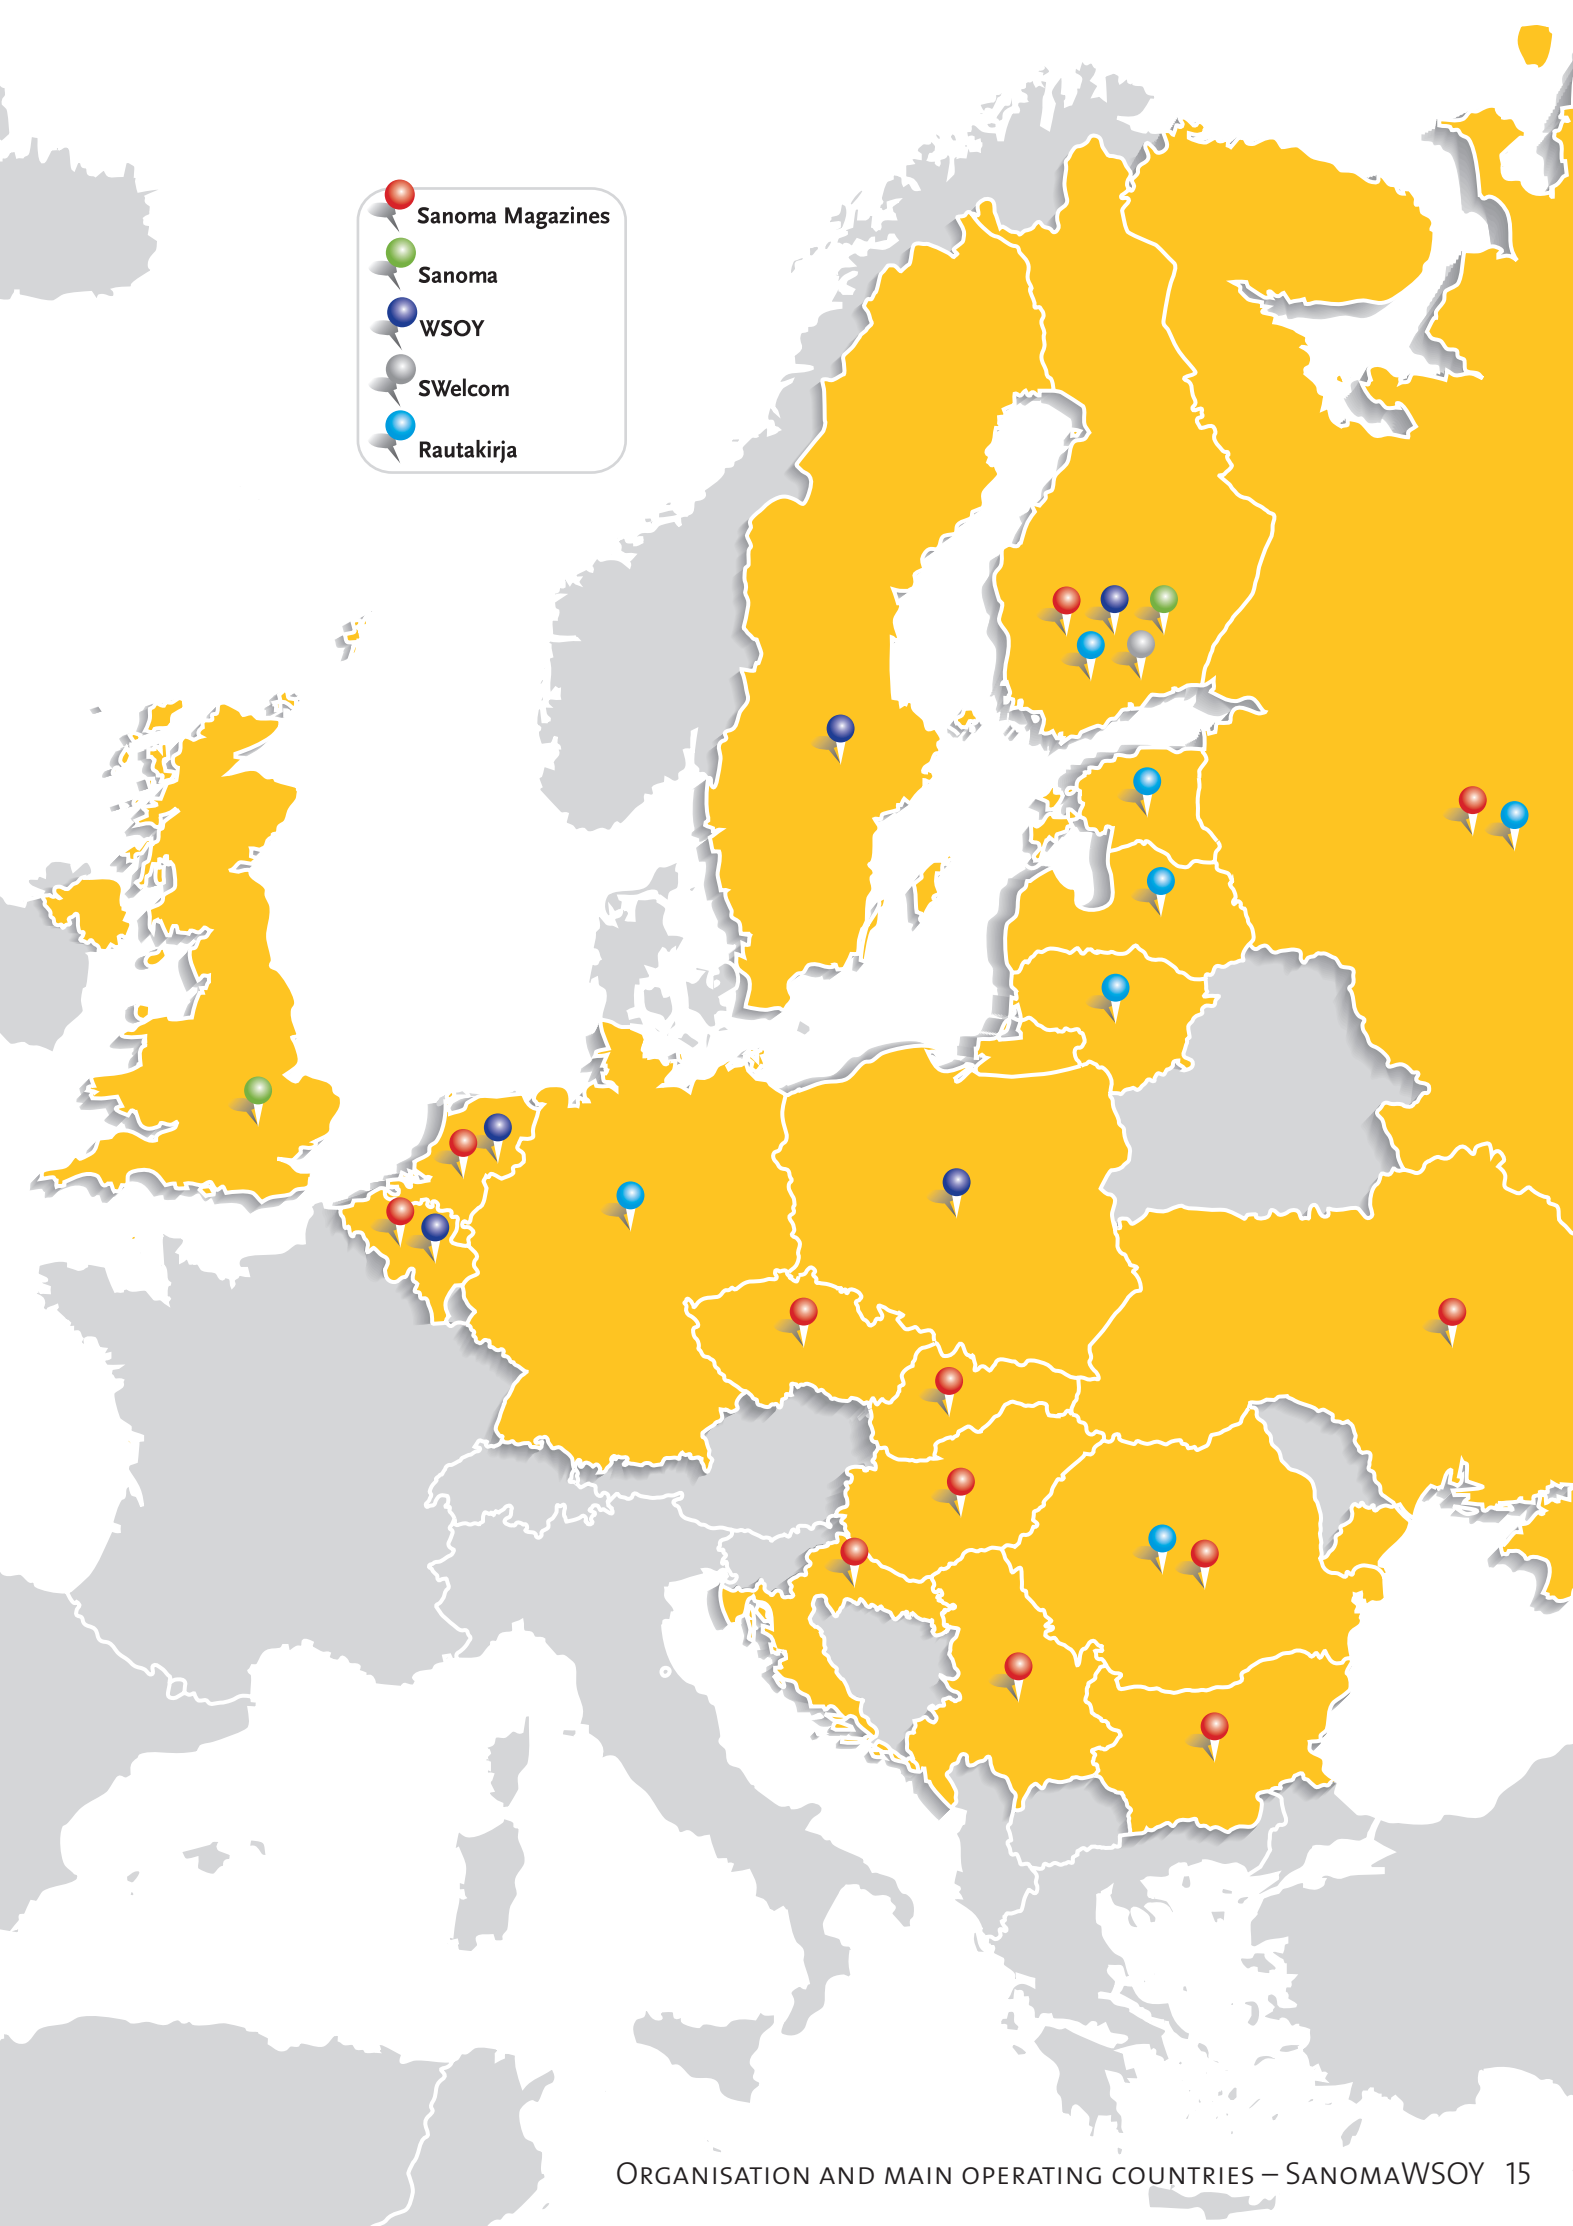 Sanoma Magazines
Sanoma
WSOY
SWelcom
Rautakirja
Organisation and main operating countries – SanomaWSOY 15